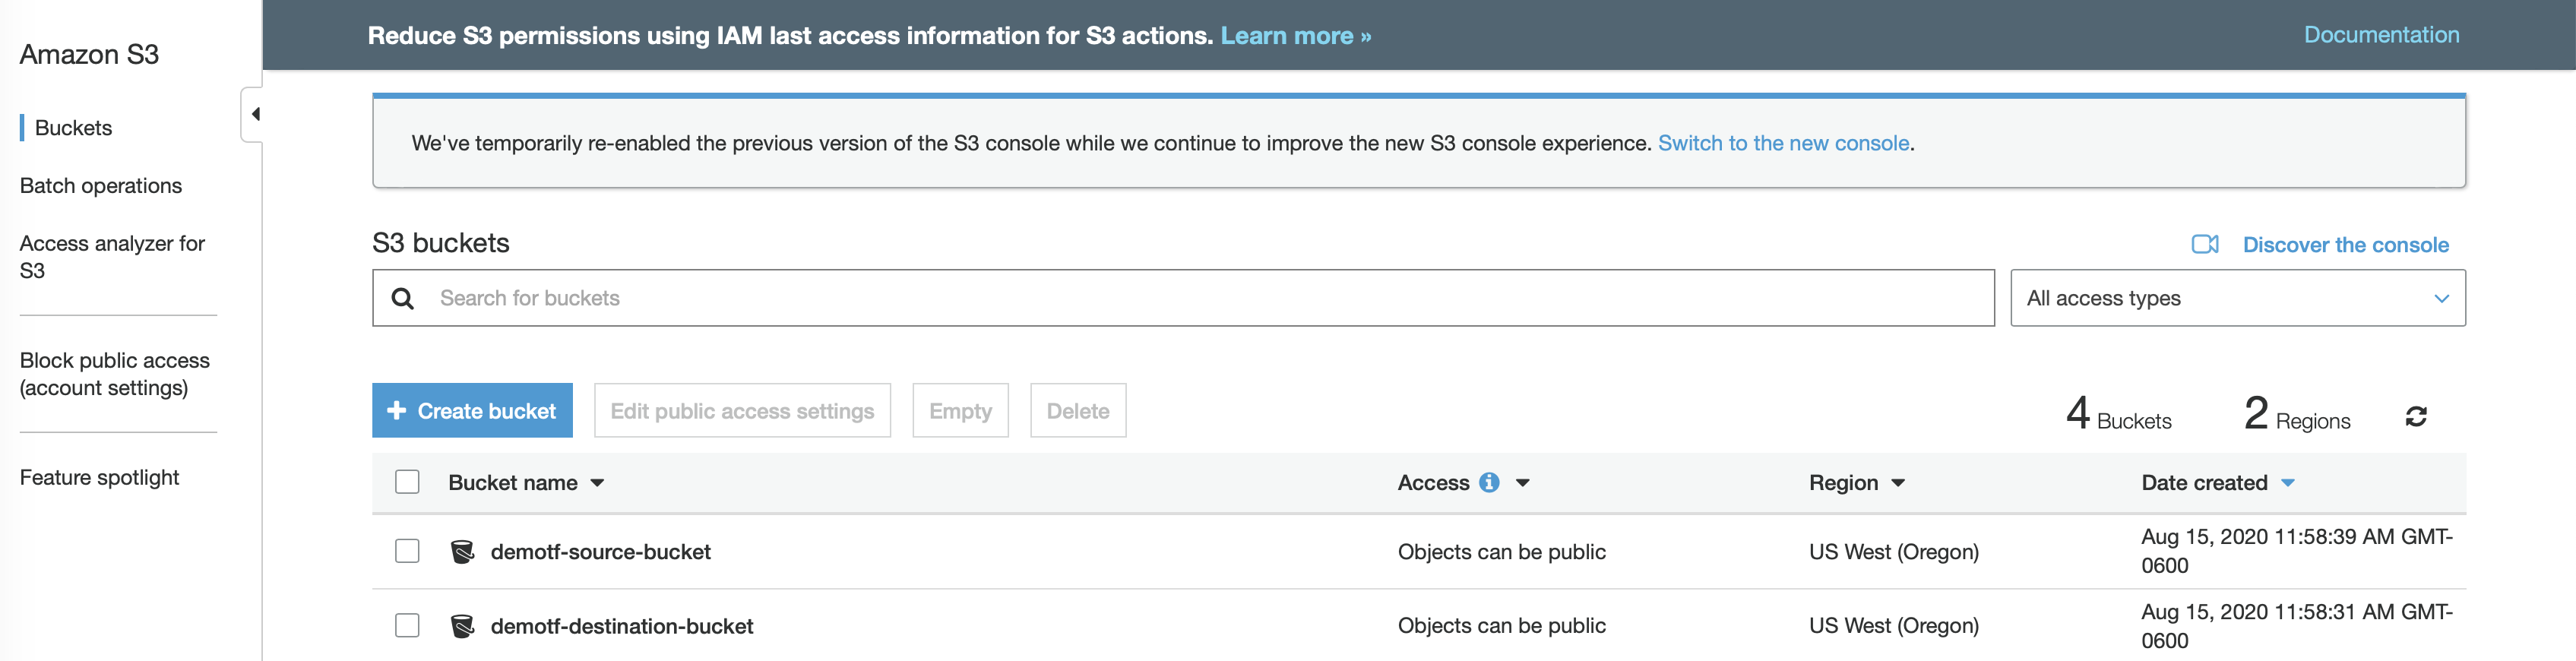 Amazon S3
Buckets
Batch operations
Access analyzer for
S3
Block public access
(account settings)
Feature spotlight
Reduce S3 permissions using IAM last access information for S3 actions. Learn more »
Documentation
We've temporarily re-enabled the previous version of the S3 console while we continue to improve the new S3 console experience. Switch to the new console.
S3 buckets
Discover the console
Search for buckets
All access types
+ Create bucket
Edit public access settings
Empty
Delete
4 Buckets
2 Regions
Bucket name
Access
Region
Date created
demotf-source-bucket
Objects can be public
US West (Oregon)
Aug 15, 2020 11:58:39 AM GMT-
0600
demotf-destination-bucket
Objects can be public
US West (Oregon)
Aug 15, 2020 11:58:31 AM GMT-
0600